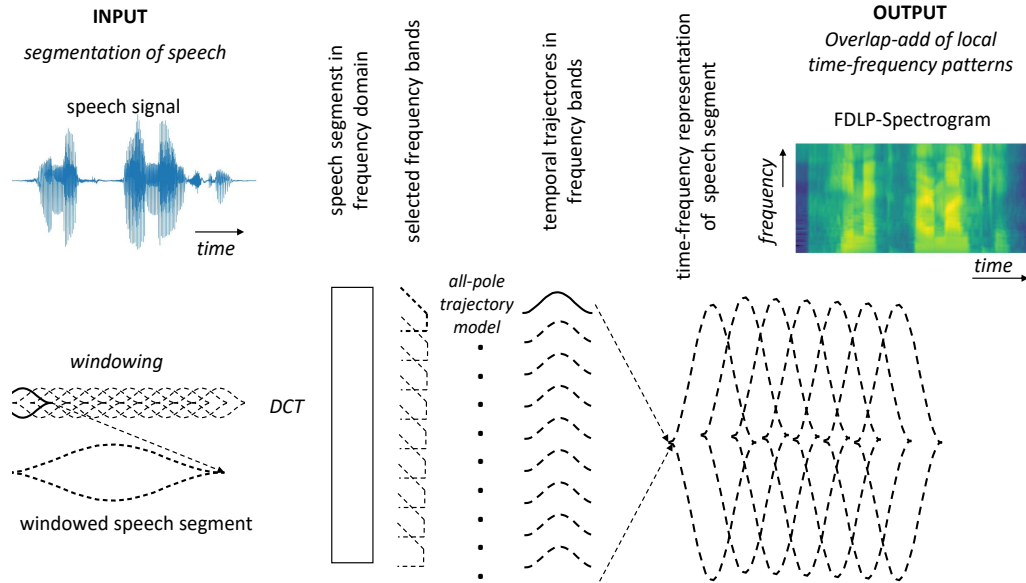 INPUT
segmentation of speech
speech signal
time
windowing
windowed speech segment
DCT
speech segmenst in
frequency domain
selected frequency bands
all-pole
trajectory
model
temporal trajectores in
frequency bands
time-frequency representation
of speech segment
OUTPUT
Overlap-add of local
time-frequency patterns
FDLP-Spectrogram
frequency
time